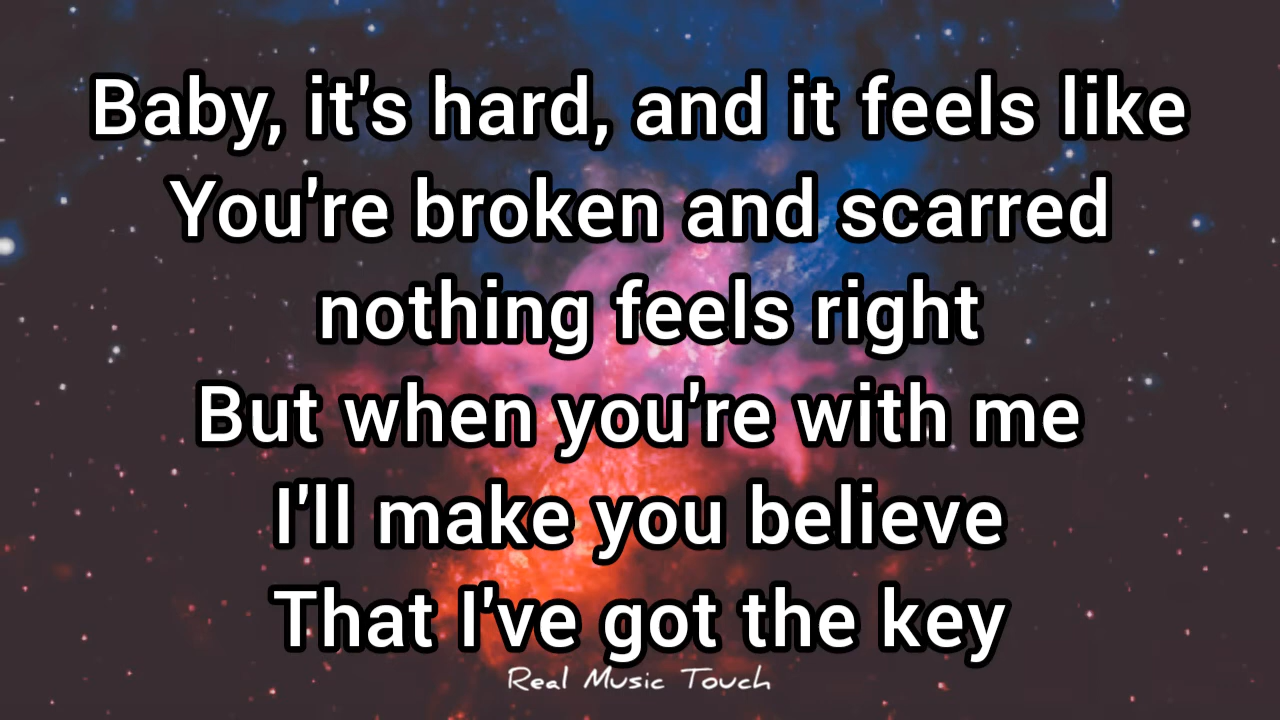 Baby, it's hard, and it feels like
You're broken and scarred
nothing feels right
But when you're with me
I'll make you believe
That I've got the key
Real Music Touch